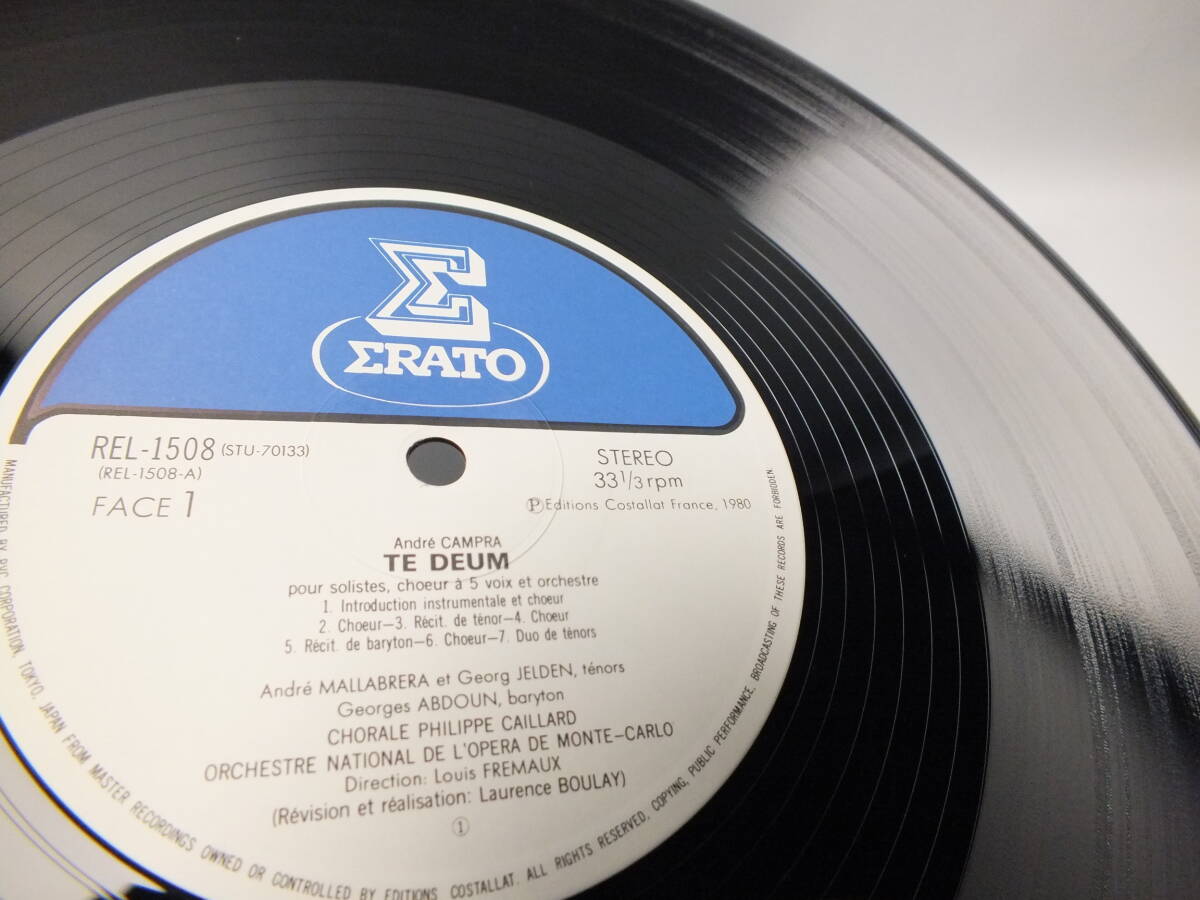 Σ
ΣRATO
REL-1508 (STU-70133)
(REL-1508-A)
FACE 1
STEREO
33 1/3 rpm
Ⓟ Editions Costallat France, 1980
André CAMPRA
TE DEUM
pour solistes, choeur à 5 voix et orchestre
1. Introduction instrumentale et choeur
2. Choeur—3. Récit. de ténor—4. Choeur
5. Récit. de baryton—6. Choeur—7. Duo de ténors
André MALLABRERA et Georg JELDEN, ténors
Georges ABDOUN, baryton
CHORALE PHILIPPE CAILLARD
ORCHESTRE NATIONAL DE L'OPERA DE MONTE-CARLO
Direction: Louis FREMAUX
(Révision et réalisation: Laurence BOULAY)
①
MANUFACTURED BY RVC CORPORATION TOKYO, JAPAN FROM MASTER RECORDINGS OWNED OR CONTROLLED BY EDITIONS COSTALLAT. ALL RIGHTS RESERVED, COPYING, PUBLIC PERFORMANCE, BROADCASTING OF THESE RECORDS ARE FORBIDDEN.